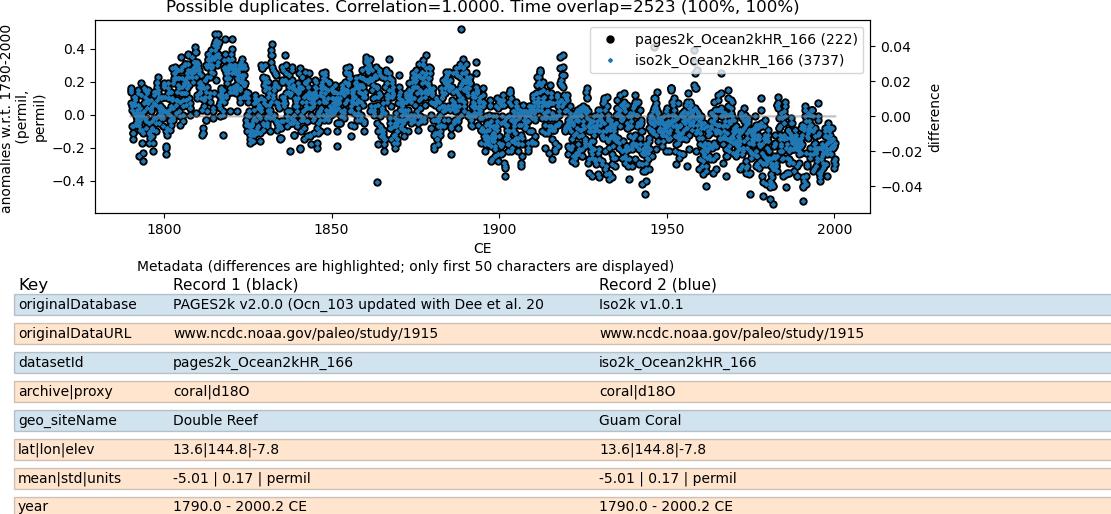 Possible duplicates. Correlation=1.0000. Time overlap=2523 (100%, 100%)
anomalies w.r.t. 1790-2000
(permil,
permil)
0.4
0.2
0.0
−0.2
−0.4
pages2k_Ocean2kHR_166 (222)
iso2k_Ocean2kHR_166 (3737)
0.04
0.02
0.00
−0.02
−0.04
difference
1800 1850 1900 1950 2000
CE
Metadata (differences are highlighted; only first 50 characters are displayed)
Key Record 1 (black) Record 2 (blue)
originalDatabase PAGES2k v2.0.0 (Ocn_103 updated with Dee et al. 20 Iso2k v1.0.1
originalDataURL www.ncdc.noaa.gov/paleo/study/1915 www.ncdc.noaa.gov/paleo/study/1915
datasetId pages2k_Ocean2kHR_166 iso2k_Ocean2kHR_166
archive|proxy coral|d18O coral|d18O
geo_siteName Double Reef Guam Coral
lat|lon|elev 13.6|144.8|-7.8 13.6|144.8|-7.8
mean|std|units -5.01 | 0.17 | permil -5.01 | 0.17 | permil
year 1790.0 - 2000.2 CE 1790.0 - 2000.2 CE